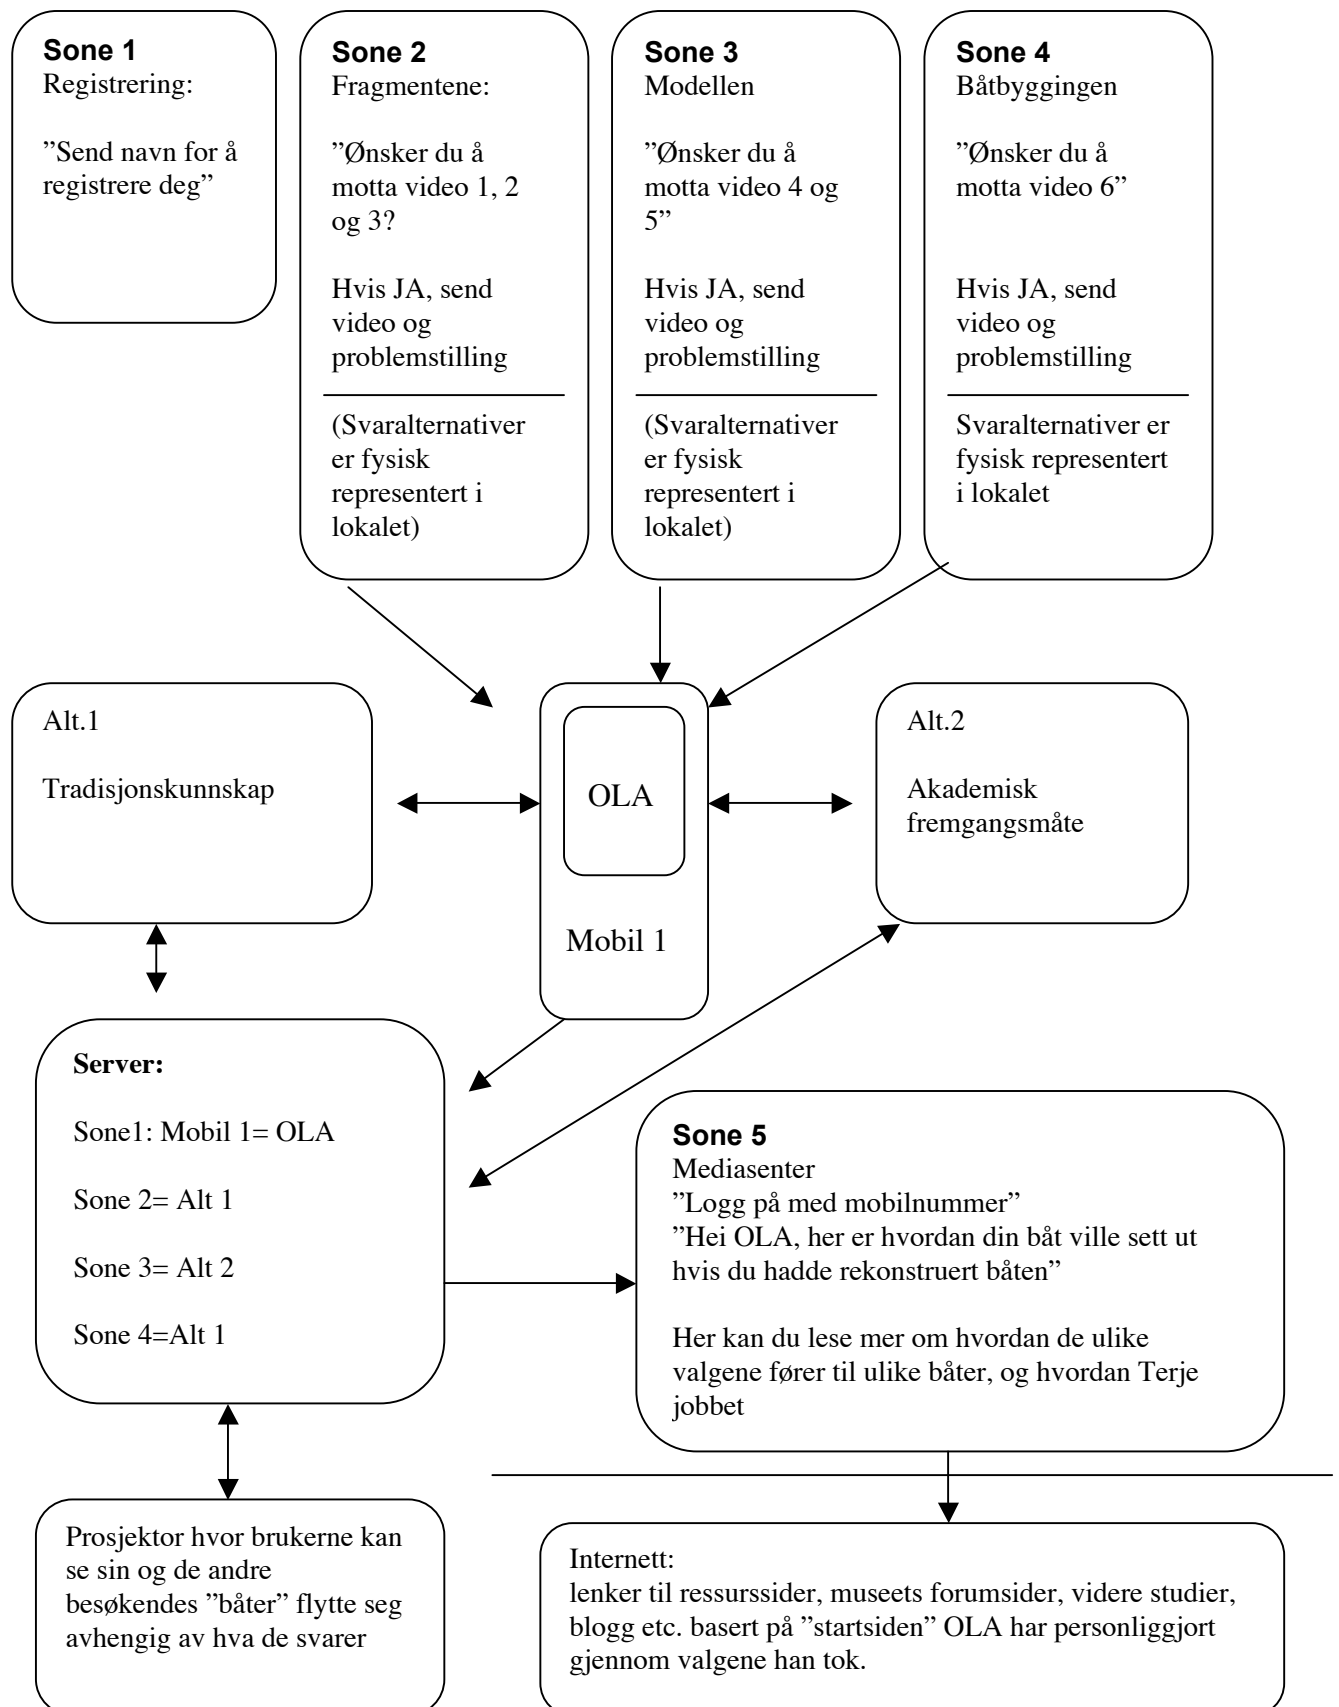 Sone 1
Registrering:
”Send navn for å
registrere deg”
Sone 2
Fragmentene:
”Ønsker du å
motta video 1, 2
og 3?
Hvis JA, send
video og
problemstilling
(Svaralternativer
er fysisk
representert i
lokalet)
Sone 3
Modellen
”Ønsker du å
motta video 4 og
5”
Hvis JA, send
video og
problemstilling
(Svaralternativer
er fysisk
representert i
lokalet)
Sone 4
Båtbyggingen
”Ønsker du å
motta video 6”
Hvis JA, send
video og
problemstilling
Svaralternativer er
fysisk representert
i lokalet
Alt.1
Tradisjonskunnskap
OLA
Mobil 1
Alt.2
Akademisk
fremgangsmåte
Server:
Sone1: Mobil 1= OLA
Sone 2= Alt 1
Sone 3= Alt 2
Sone 4=Alt 1
Sone 5
Mediasenter
”Logg på med mobilnummer”
”Hei OLA, her er hvordan din båt ville sett ut
hvis du hadde rekonstruert båten”
Her kan du lese mer om hvordan de ulike
valgene fører til ulike båter, og hvordan Terje
jobbet
Prosjektor hvor brukerne kan
se sin og de andre
besøkendes ”båter” flytte seg
avhengig av hva de svarer
Internett:
lenker til ressurssider, museets forumsider, videre studier,
blogg etc. basert på ”startsiden” OLA har personliggjort
gjennom valgene han tok.